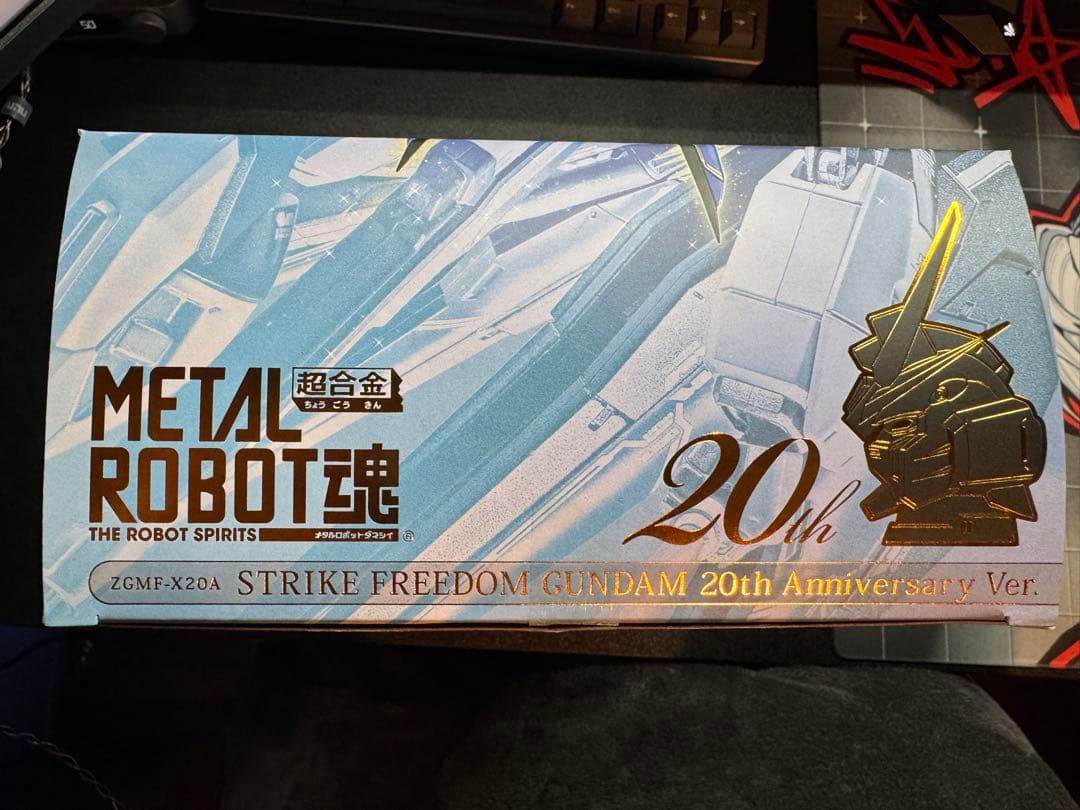 50
METAL 超合金
ちょうごうきん
ROBOT魂
THE ROBOT SPIRITS メタルロボットダマシイ ®
20th
ZGMF-X20A STRIKE FREEDOM GUNDAM 20th Anniversary Ver.